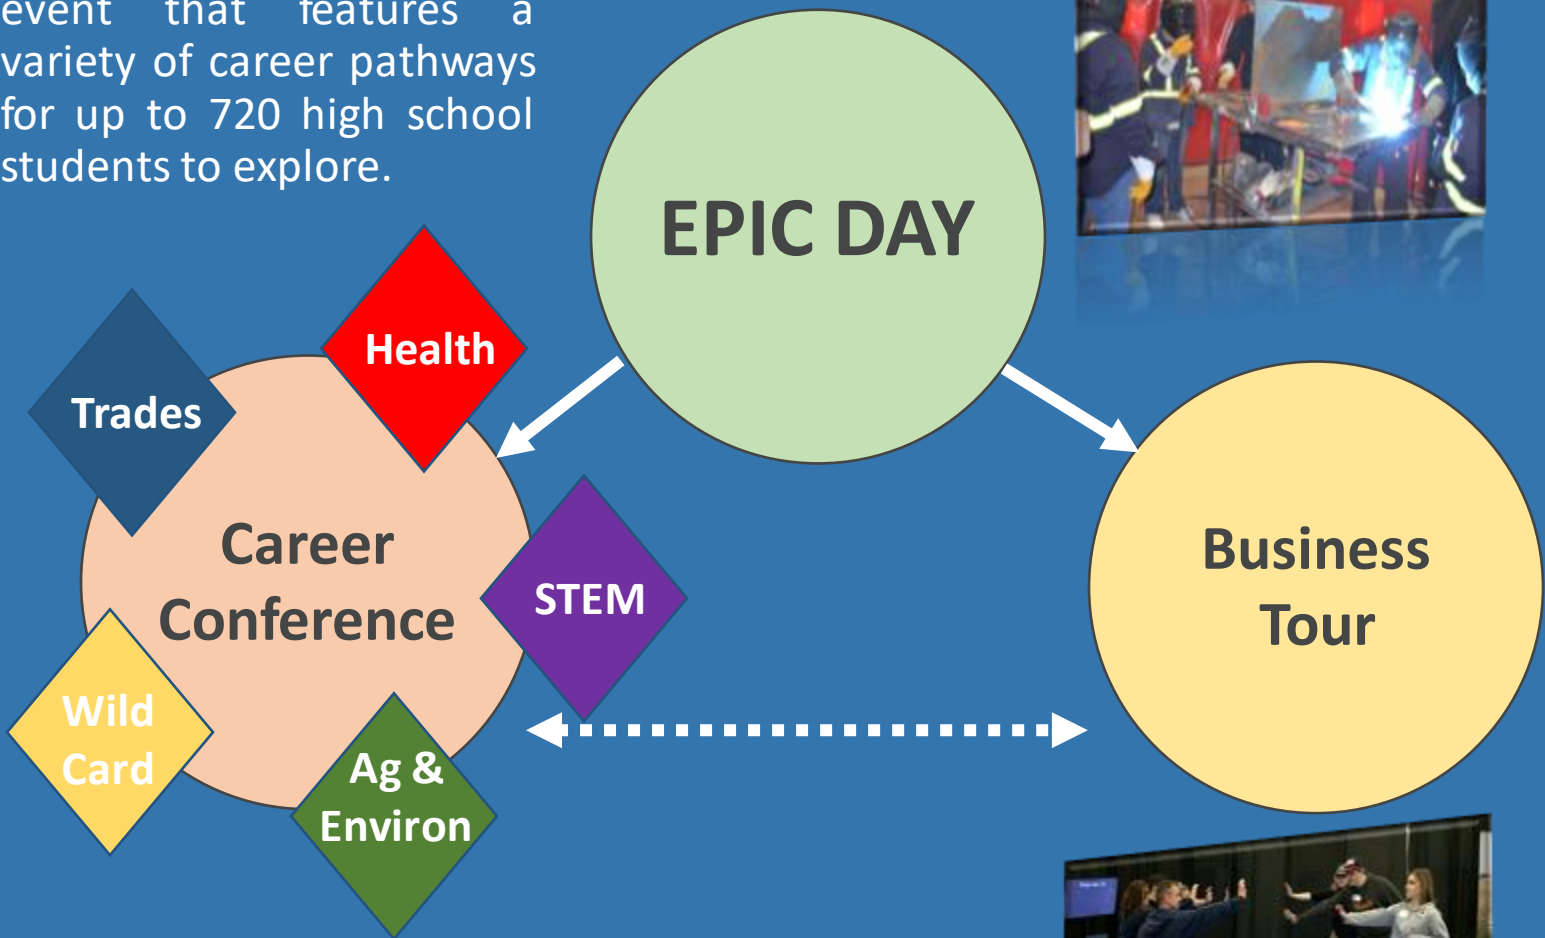 event that features a
variety of career pathways
for up to 720 high school
students to explore.
EPIC DAY
Health
Trades
Career
Conference
STEM
Business
Tour
Wild
Card
Ag &
Environ